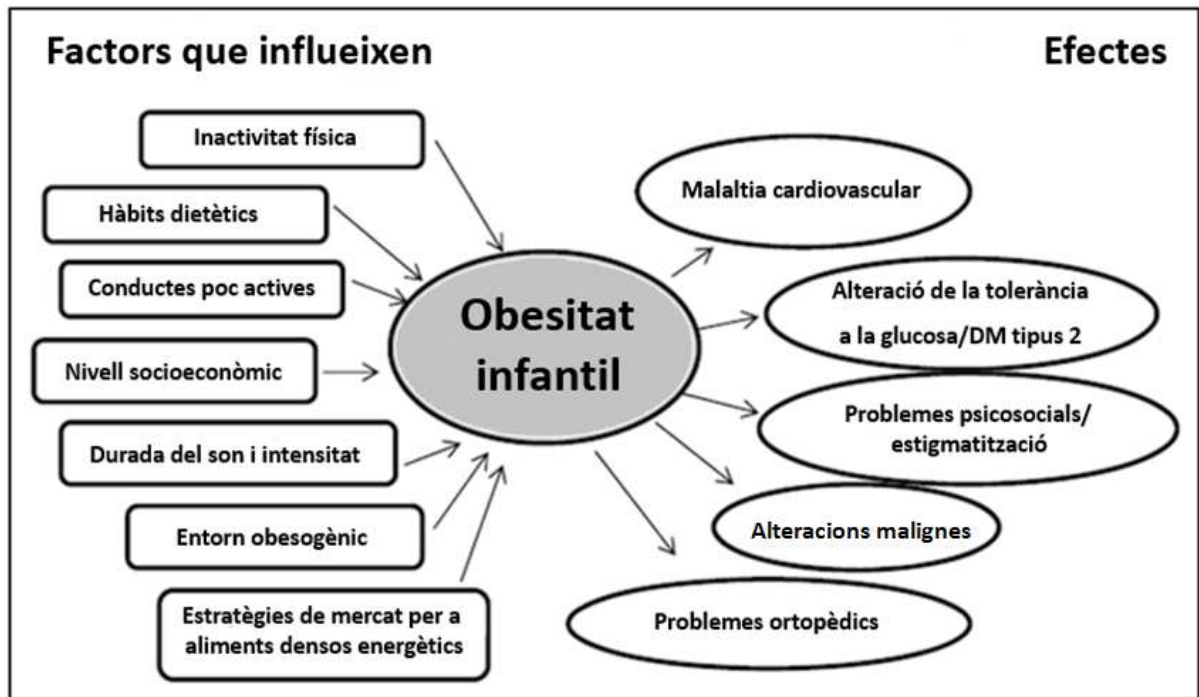 Factors que influeixen
Efectes
Inactivitat física
Hàbits dietètics
Conductes poc actives
Nivell socioeconòmic
Durada del son i intensitat
Entorn obesogènic
Estratègies de mercat per a
aliments densos energètics
Obesitat
infantil
Malaltia cardiovascular
Alteració de la tolerància
a la glucosa/DM tipus 2
Problemes psicosocials/
estigmatització
Alteracions malignes
Problemes ortopèdics